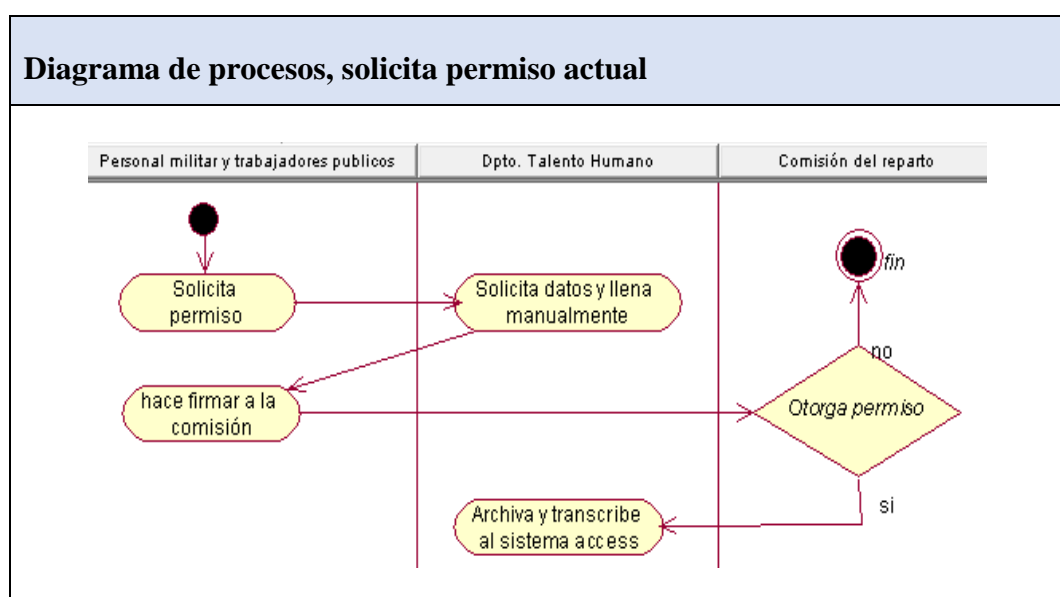 Diagrama de procesos, solicita permiso actual
Personal militar y trabajadores publicos
Dpto. Talento Humano
Comisión del reparto
fin
Solicita
permiso
Solicita datos y llena
manualmente
no
hace firmar a la
comisión
Otorga permiso
si
Archiva y transcribe
al sistema access